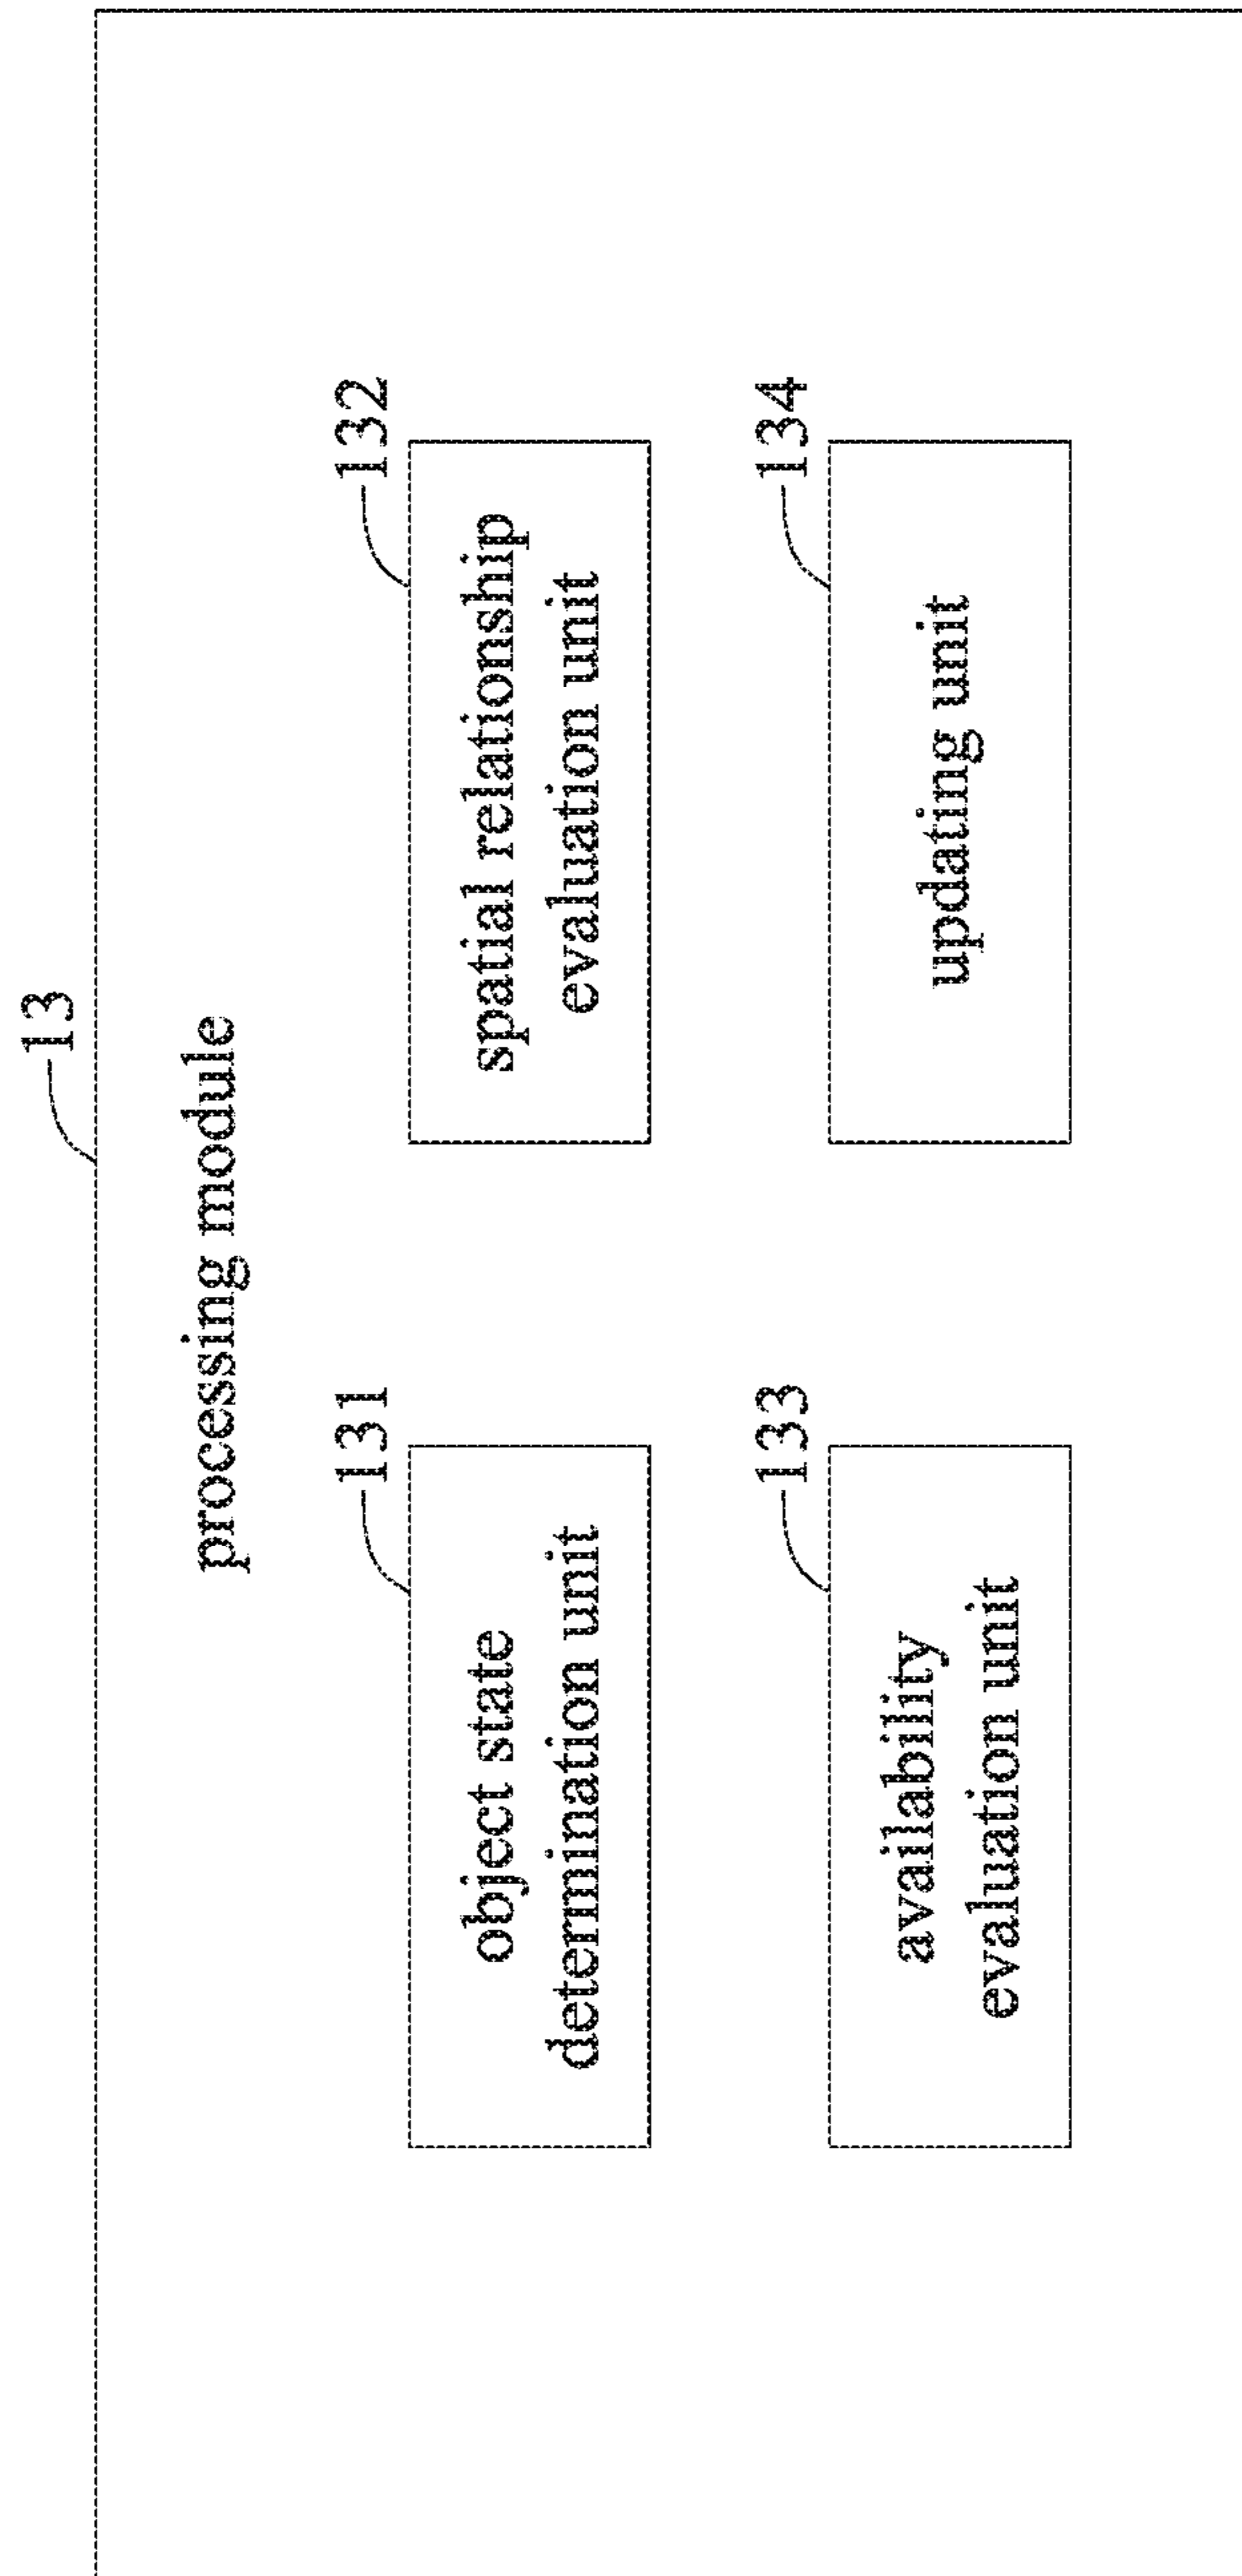 13
processing module
131
object state
determination unit
132
spatial relationship
evaluation unit
133
availability
evaluation unit
134
updating unit